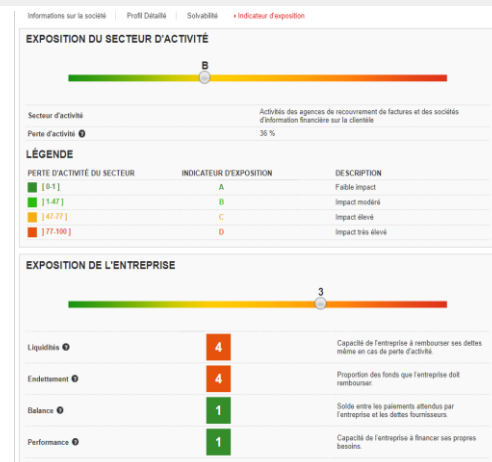 Informations sur la société Profil Détaillé Solvabilité • Indicateur d'exposition
EXPOSITION DU SECTEUR D'ACTIVITÉ
B
Secteur d'activité Activités des agences de recouvrement de factures et des sociétés
d'information financière sur la clientèle
Perte d'activité ? 36 %
LÉGENDE
PERTE D'ACTIVITÉ DU SECTEUR INDICATEUR D'EXPOSITION DESCRIPTION
[0-1] A Faible impact
]1-47] B Impact modéré
]47-77] C Impact élevé
]77-100] D Impact très élevé
EXPOSITION DE L'ENTREPRISE
3
Liquidités ? 4 Capacité de l'entreprise à rembourser ses dettes
même en cas de perte d'activité.
Endettement ? 4 Proportion des fonds que l'entreprise doit
rembourser.
Balance ? 1 Solde entre les paiements attendus par
l'entreprise et les dettes fournisseurs.
Performance ? 1 Capacité de l'entreprise à financer ses propres
besoins.